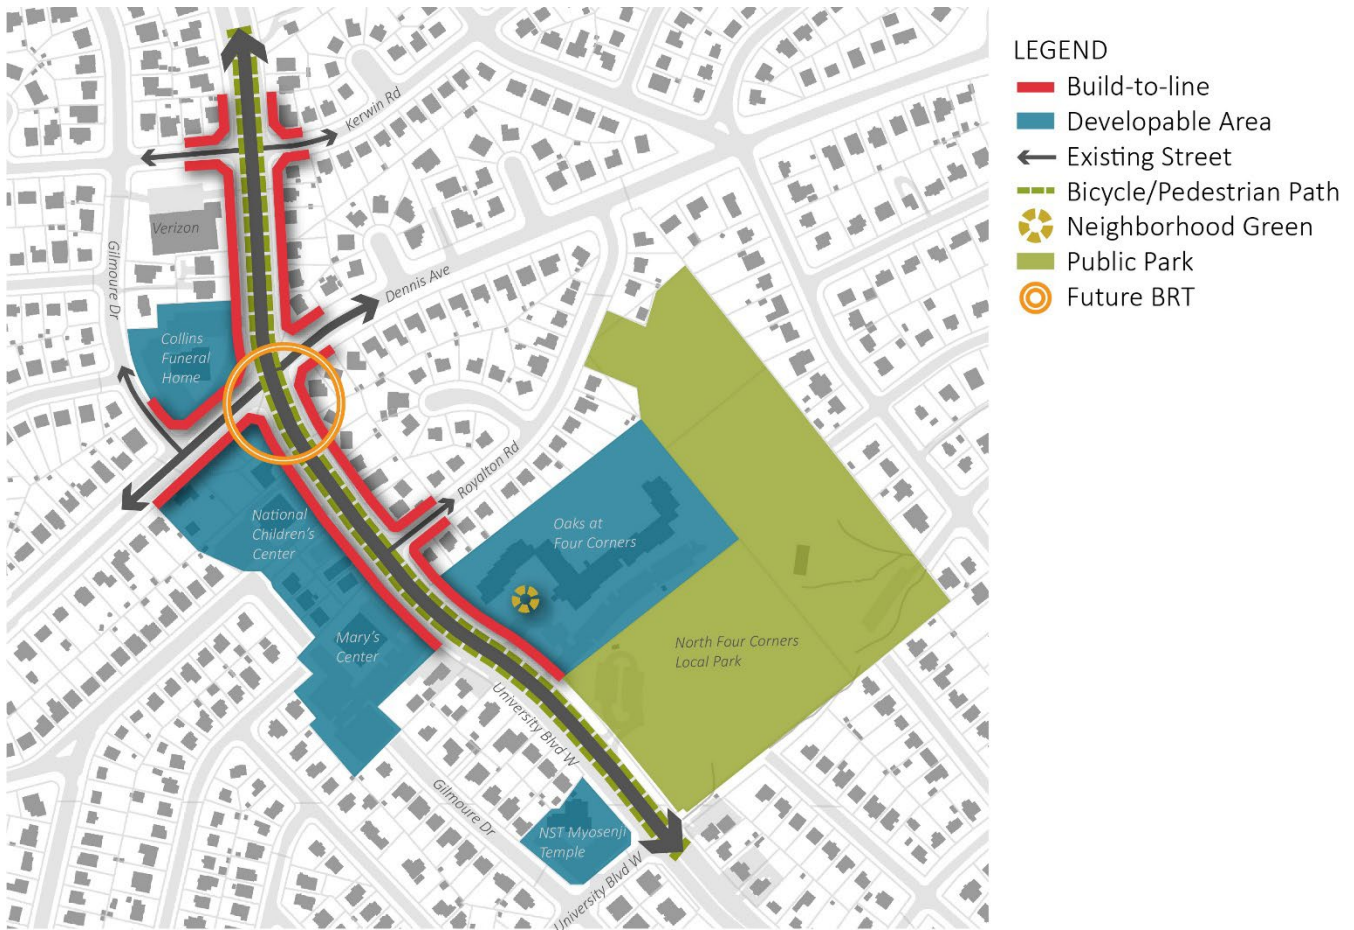 LEGEND
Build-to-line
Developable Area
Existing Street
Bicycle/Pedestrian Path
Neighborhood Green
Public Park
Future BRT
Kerwin Rd
Verizon
Gilmoure Dr
Dennis Ave
Collins
Funeral
Home
Royalton Rd
National
Children's
Center
Oaks at
Four Corners
Mary's
Center
North Four Corners
Local Park
University Blvd W
Gilmoure Dr
NST Myosenji
Temple
University Blvd W